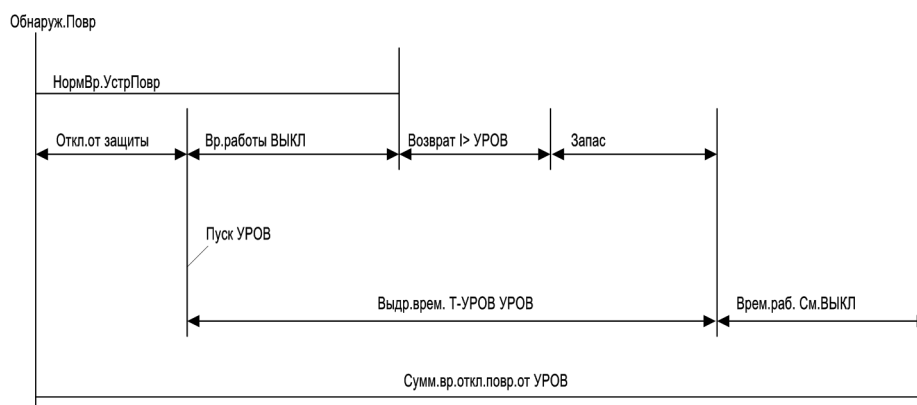 Обнаруж.Повр
НормВр.УстрПовр
Откл.от защиты
Вр.работы ВЫКЛ
Возврат I> УРОВ
Запас
Пуск УРОВ
Выдр.врем. Т-УРОВ УРОВ
Врем.раб. См.ВЫКЛ
Сумм.вр.откл.повр.от УРОВ